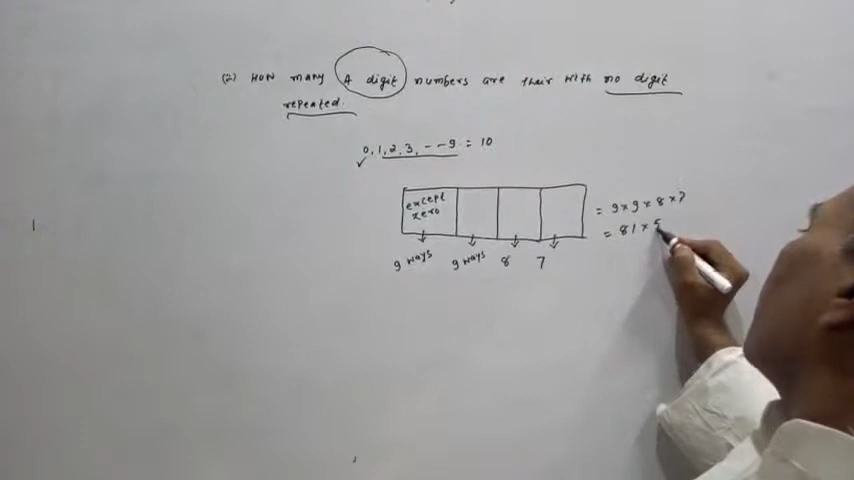 (2) How many 4 digit numbers are their with no digit
repeated.
0, 1, 2, 3, - - 9 = 10
except
zero
= 9 × 9 × 8 × 7
= 81 × 5
9 ways 9 ways 8 7